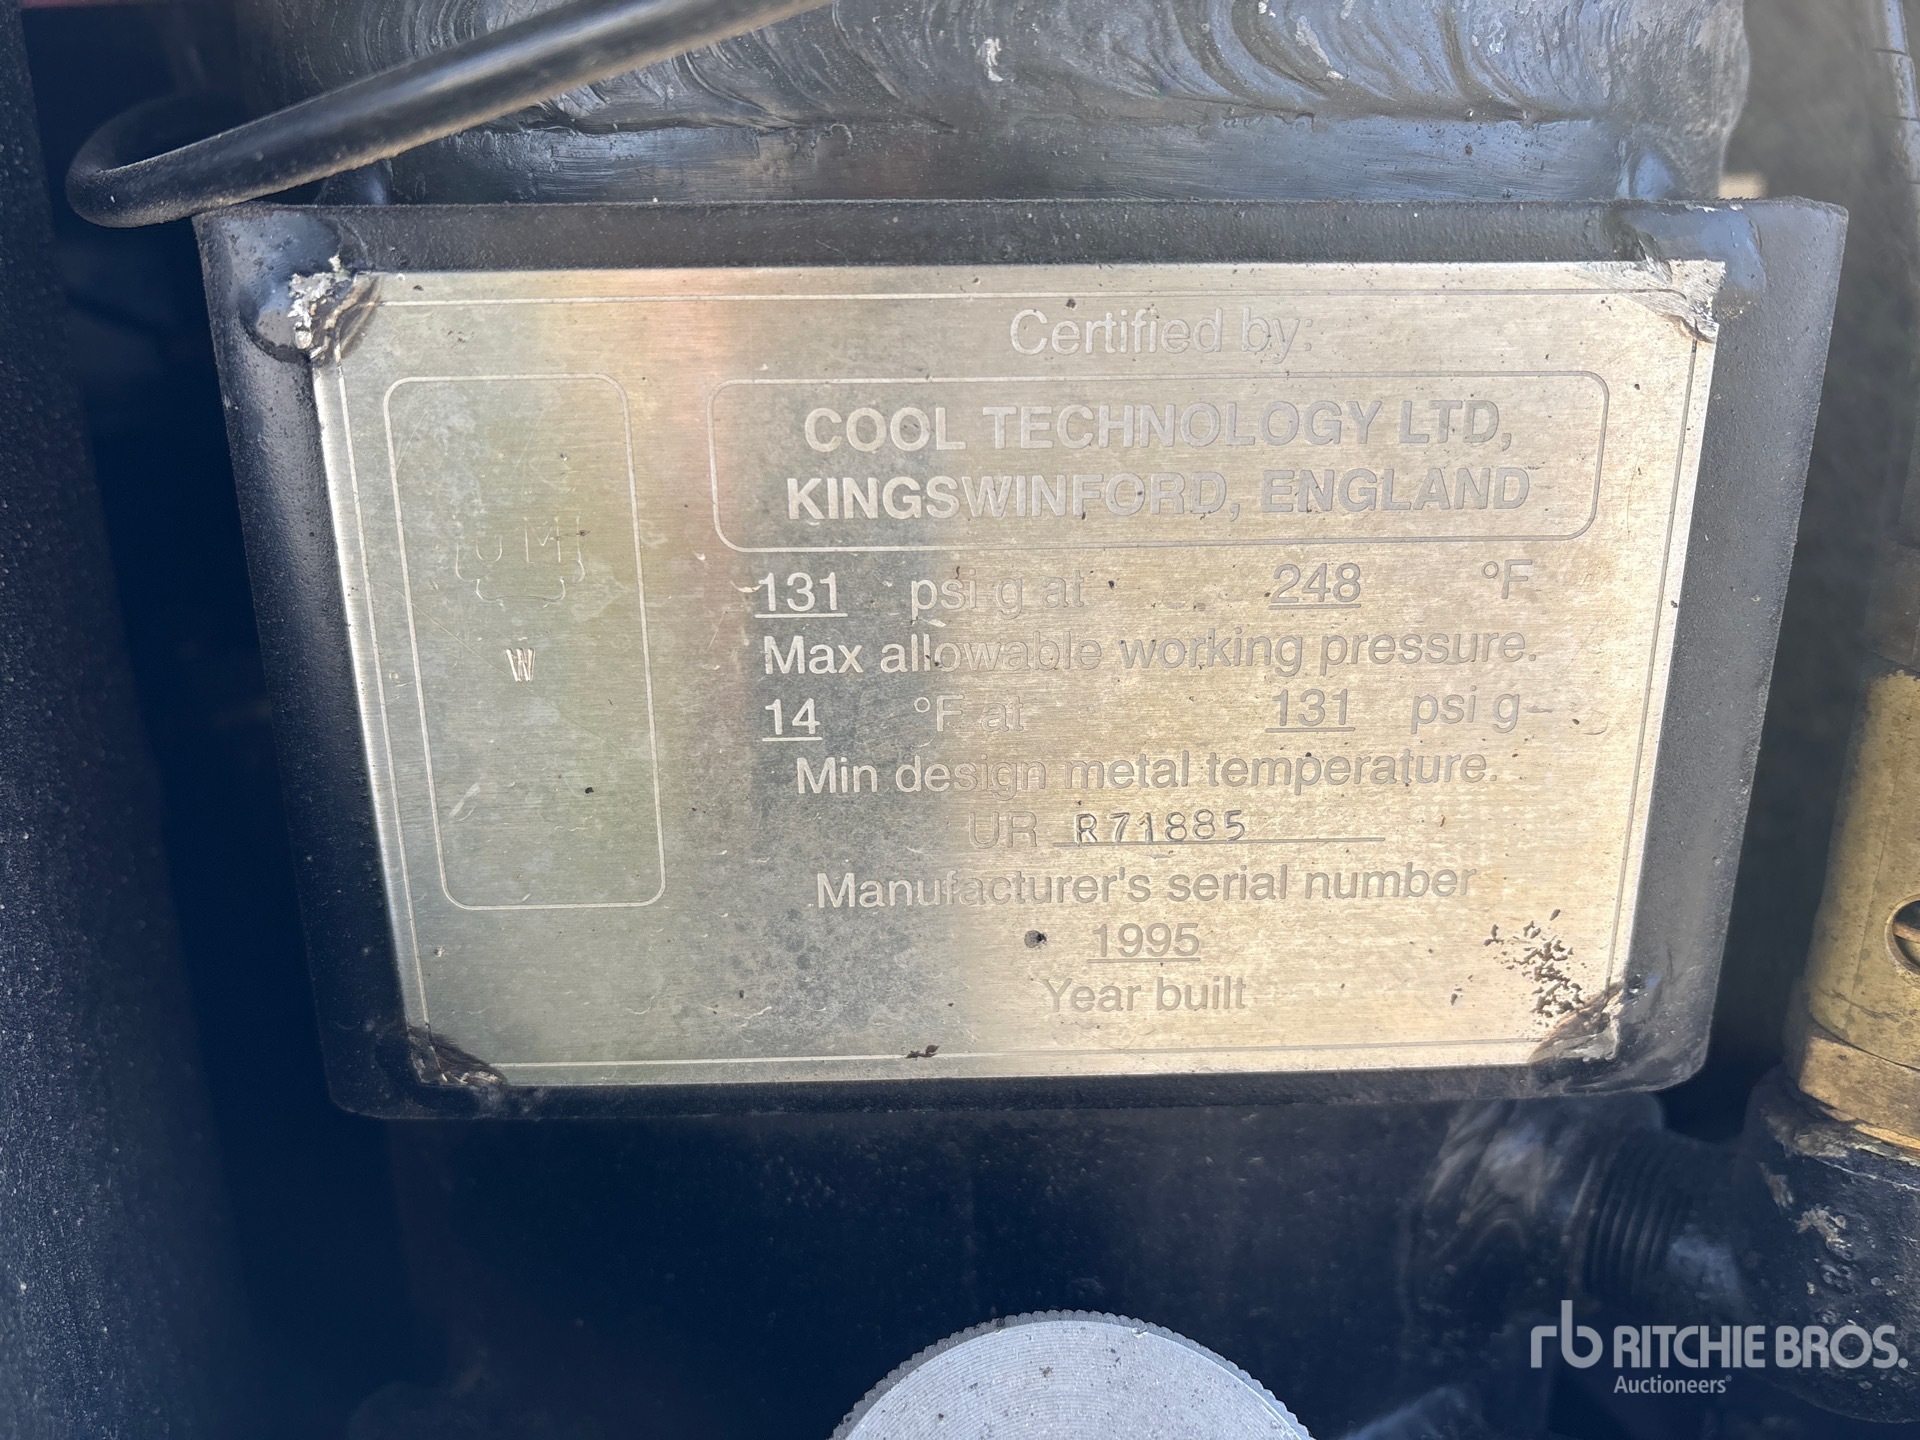 Certified by:
COOL TECHNOLOGY LTD,
KINGSWINFORD, ENGLAND
UM
W
131 psi g at 248 °F
Max allowable working pressure.
14 °F at 131 psi g
Min design metal temperature.
UR R71885
Manufacturer's serial number
1995
Year built
rb RITCHIE BROS.
Auctioneers